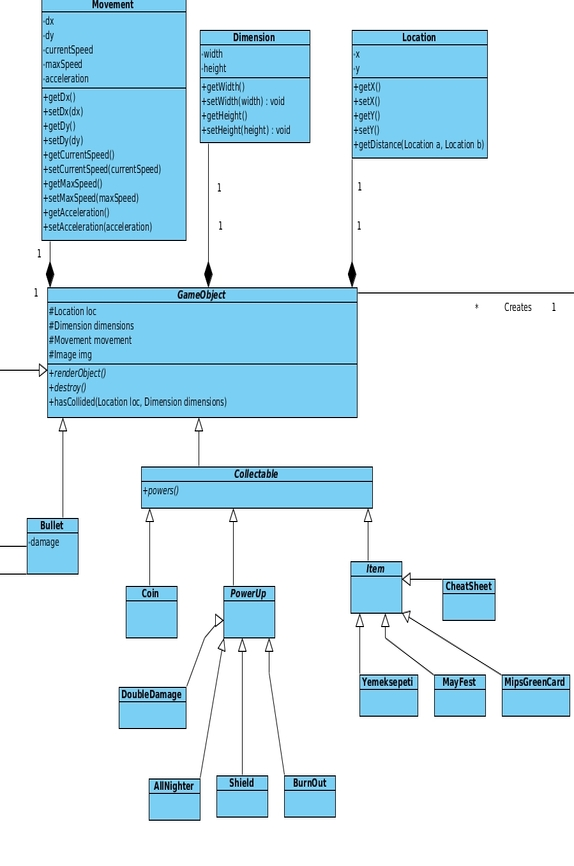 Movement
-dx
-dy
-currentSpeed
-maxSpeed
-acceleration
+getDx()
+setDx(dx)
+getDy()
+setDy(dy)
+getCurrentSpeed()
+setCurrentSpeed(currentSpeed)
+getMaxSpeed()
+setMaxSpeed(maxSpeed)
+getAcceleration()
+setAcceleration(acceleration)
Dimension
-width
-height
+getWidth()
+setWidth(width) : void
+getHeight()
+setHeight(height) : void
Location
-x
-y
+getX()
+setX()
+getY()
+setY()
+getDistance(Location a, Location b)
1
1
1
1
1
1
GameObject
#Location loc
#Dimension dimensions
#Movement movement
#Image img
+renderObject()
+destroy()
+hasCollided(Location loc, Dimension dimensions)
* Creates 1
Collectable
+powers()
Bullet
-damage
Coin
PowerUp
Item
CheatSheet
DoubleDamage
Yemeksepeti
MayFest
MipsGreenCard
AllNighter
Shield
BurnOut